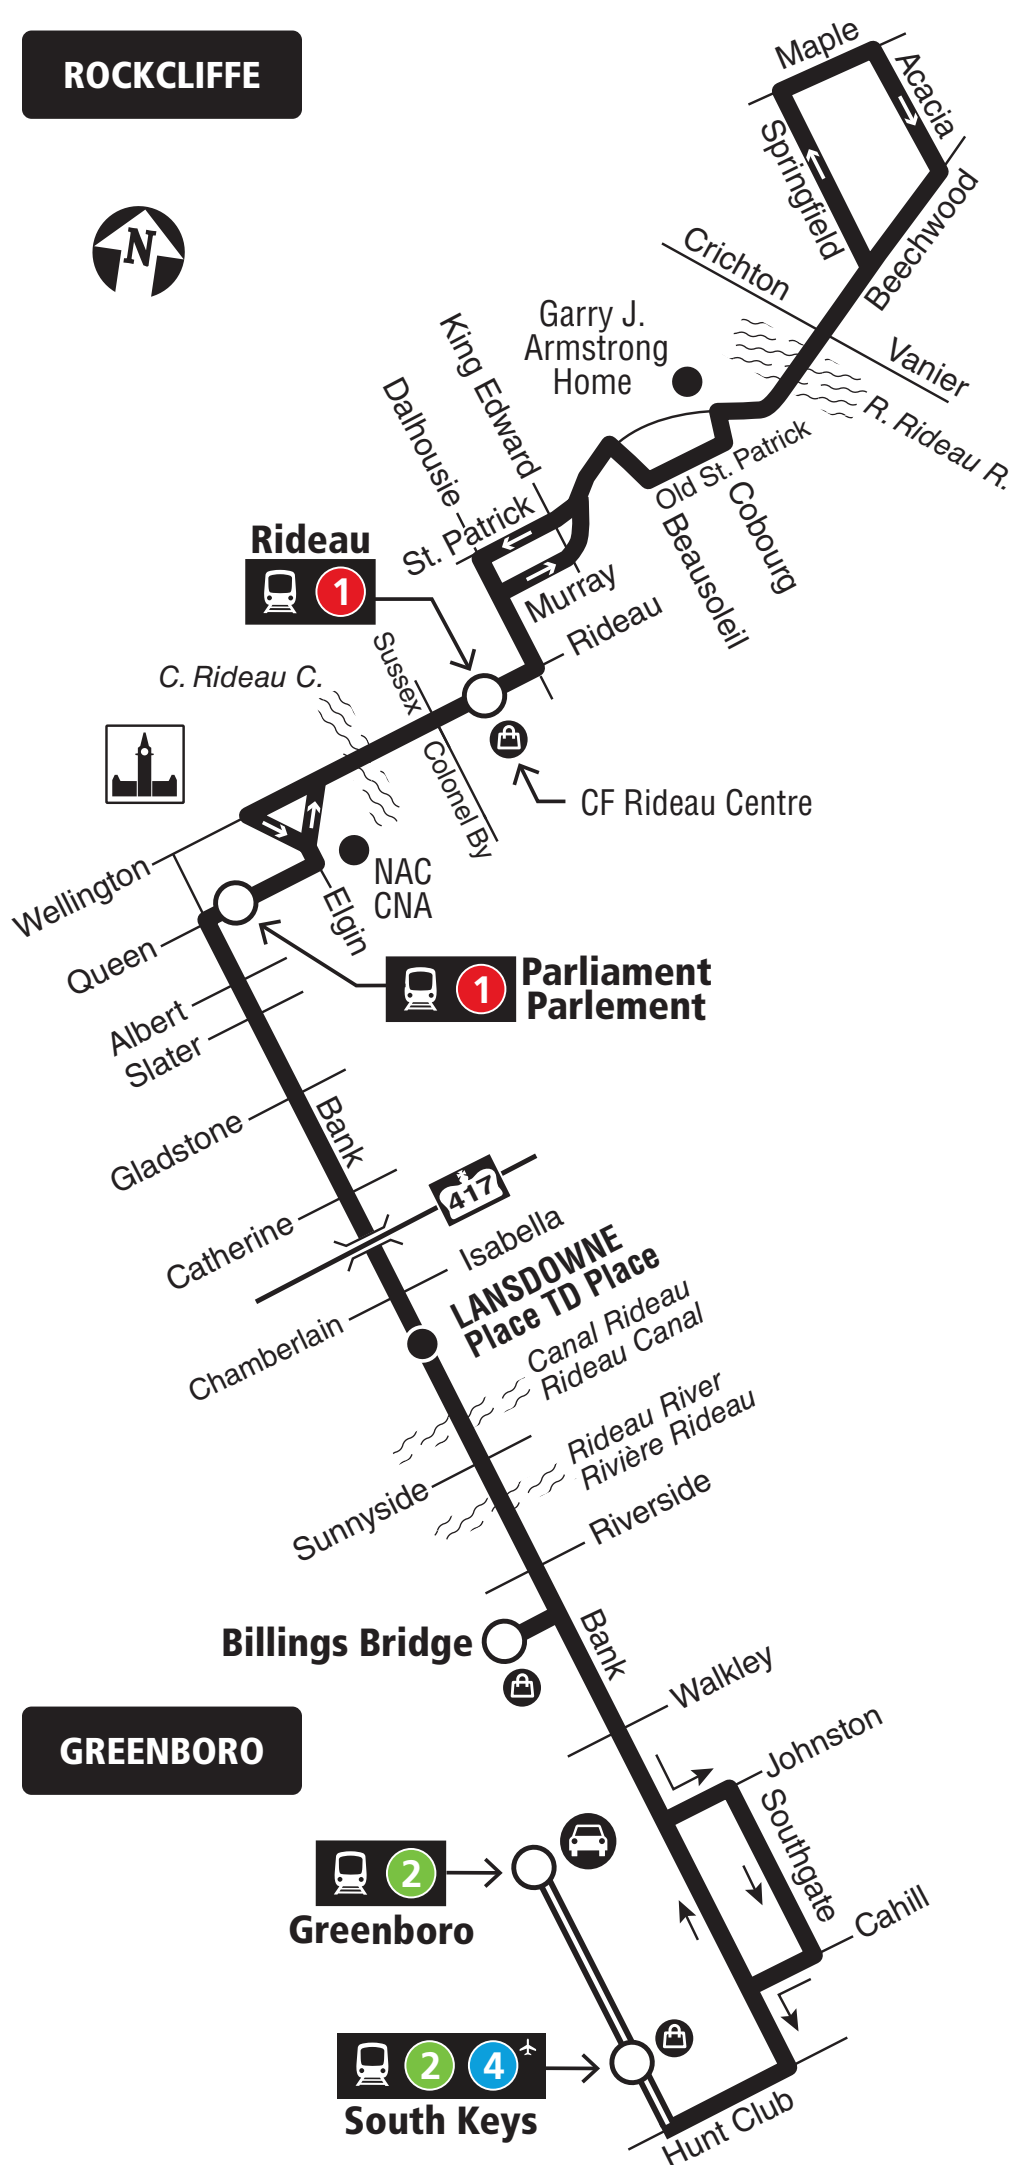 ROCKCLIFFE
N
Maple
Acacia
Springfield
Beechwood
Crichton
Vanier
R. Rideau R.
Garry J.
Armstrong
Home
King Edward
Dalhousie
St. Patrick
Old St. Patrick
Cobourg
Beausoleil
Murray
Rideau
Rideau
1
Sussex
C. Rideau C.
Colonel By
CF Rideau Centre
NAC
CNA
Wellington
Elgin
Queen
Parliament
Parlement
1
Albert
Slater
Bank
Gladstone
417
Catherine
Isabella
LANSDOWNE
Place TD Place
Chamberlain
Canal Rideau
Rideau Canal
Rideau River
Rivière Rideau
Sunnyside
Riverside
Billings Bridge
Bank
Walkley
GREENBORO
Johnston
Southgate
2
Greenboro
Cahill
2 4
South Keys
Hunt Club